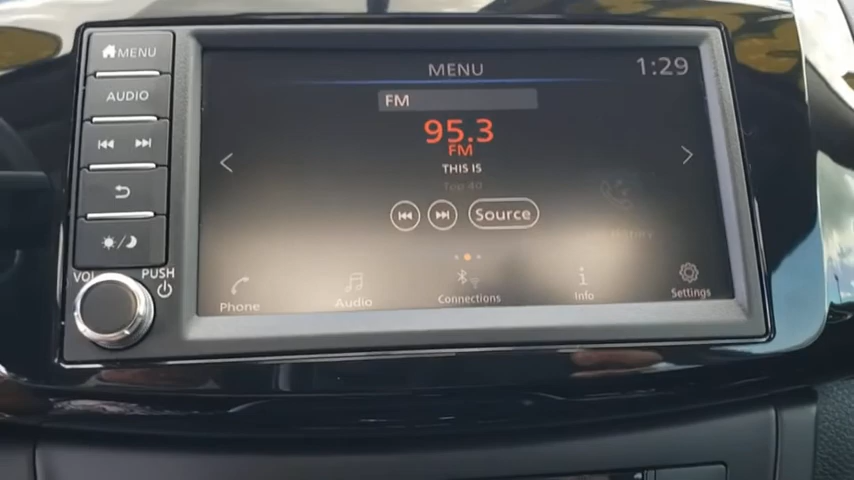 MENU
AUDIO
VOL
PUSH
MENU
1:29
FM
95.3
FM
THIS IS
Top 40
Source
Phone
Audio
Connections
Info
Settings